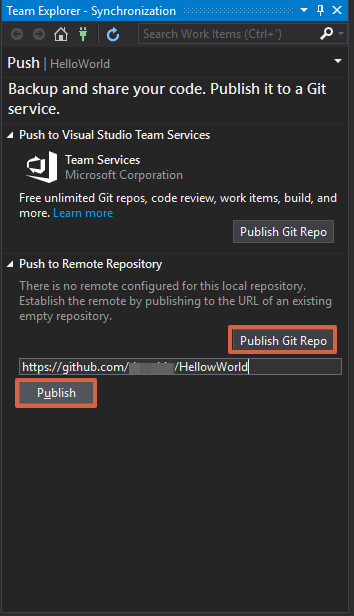 Team Explorer - Synchronization
Search Work Items (Ctrl+')
Push | HelloWorld
Backup and share your code. Publish it to a Git
service.
Push to Visual Studio Team Services
Team Services
Microsoft Corporation
Free unlimited Git repos, code review, work items, build, and
more. Learn more
Publish Git Repo
Push to Remote Repository
There is no remote configured for this local repository.
Establish the remote by publishing to the URL of an existing
empty repository.
Publish Git Repo
https://github.com/ /HellowWorld
Publish